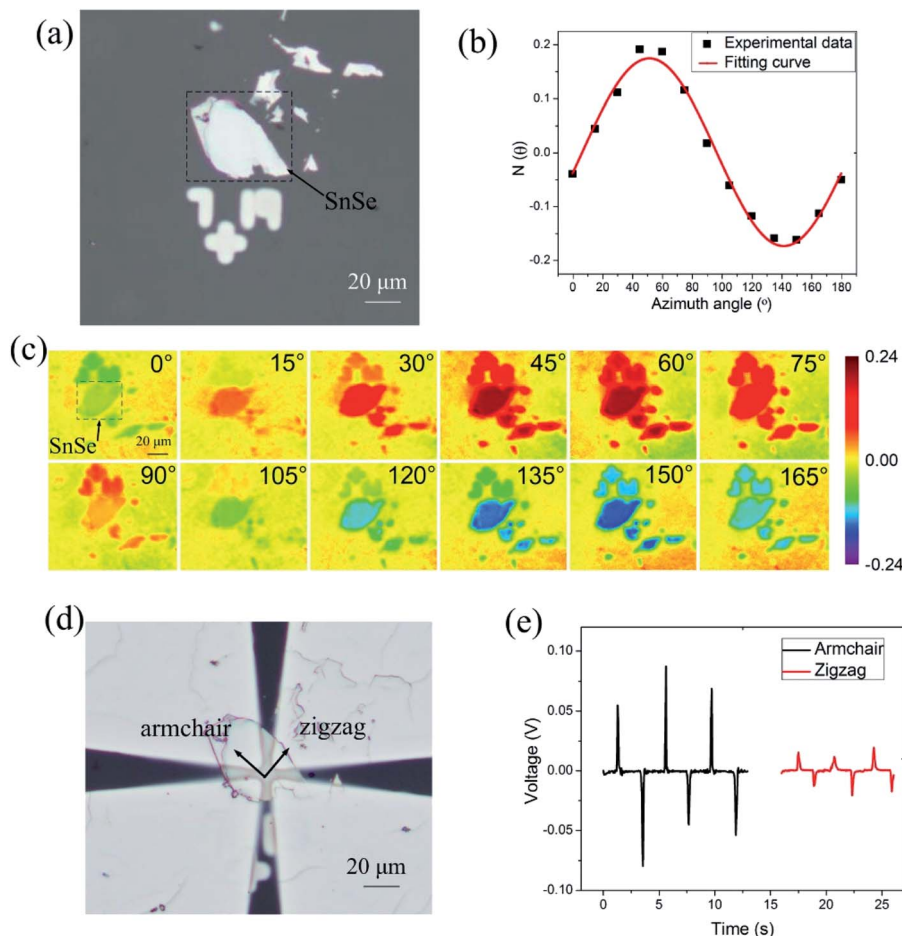 (a)
SnSe
20 μm
(b)
Experimental data
Fitting curve
N (θ)
0.2
0.1
0.0
-0.1
-0.2
0 20 40 60 80 100 120 140 160 180
Azimuth angle (º)
(c)
0° 15° 30° 45° 60° 75°
SnSe
20 μm
90° 105° 120° 135° 150° 165°
0.24
0.00
-0.24
(d)
armchair
zigzag
20 μm
(e)
Armchair
Zigzag
Voltage (V)
0.10
0.05
0.00
-0.05
-0.10
0 5 10 15 20 25
Time (s)